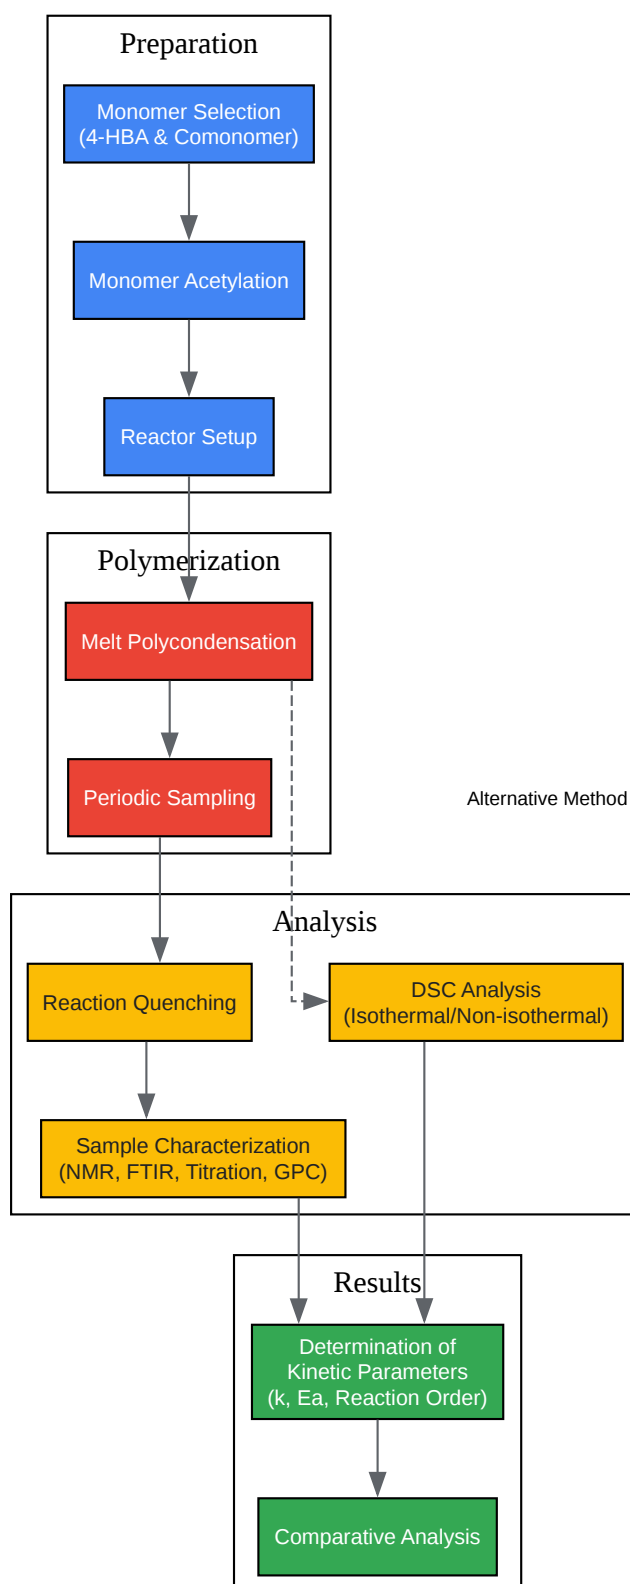 Preparation
Monomer Selection
(4-HBA & Comonomer)
Monomer Acetylation
Reactor Setup
Polymerization
Melt Polycondensation
Periodic Sampling
Alternative Method
Analysis
Reaction Quenching
DSC Analysis
(Isothermal/Non-isothermal)
Sample Characterization
(NMR, FTIR, Titration, GPC)
Results
Determination of
Kinetic Parameters
(k, Ea, Reaction Order)
Comparative Analysis